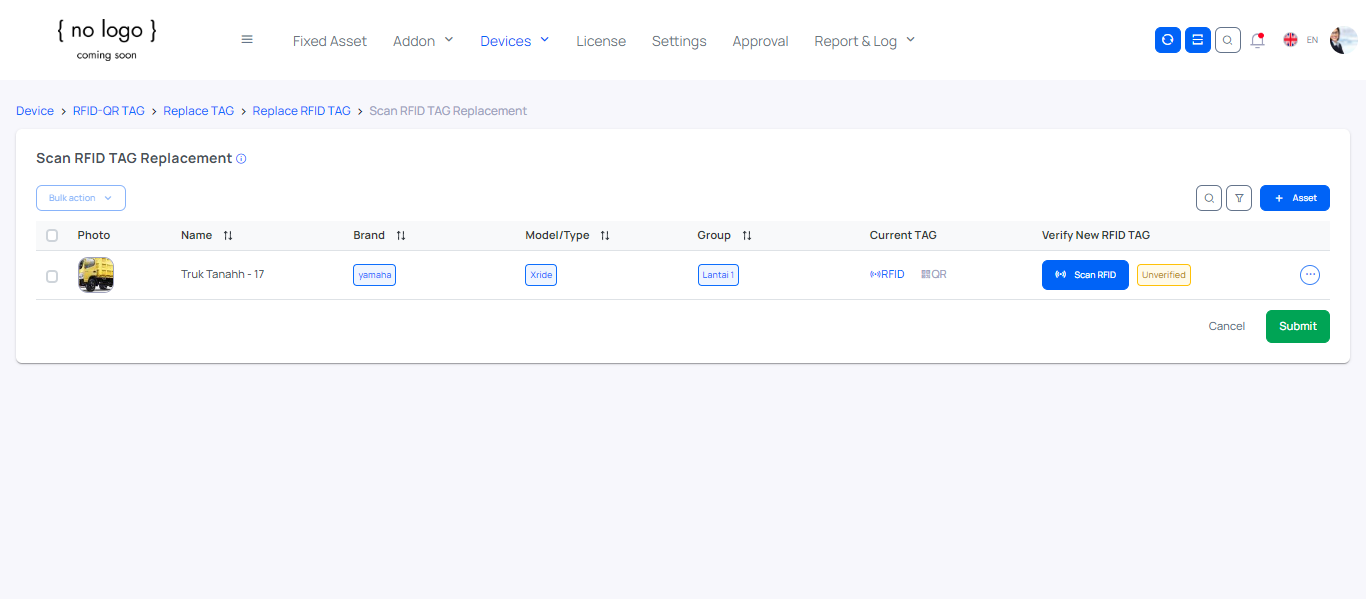 { no logo }
coming soon
Fixed Asset Addon Devices License Settings Approval Report & Log EN
Device > RFID-QR TAG > Replace TAG > Replace RFID TAG > Scan RFID TAG Replacement
Scan RFID TAG Replacement
Bulk action + Asset
Photo Name Brand Model/Type Group Current TAG Verify New RFID TAG
Truk Tanahh - 17 yamaha Xride Lantai 1 RFID QR Scan RFID Unverified
Cancel Submit